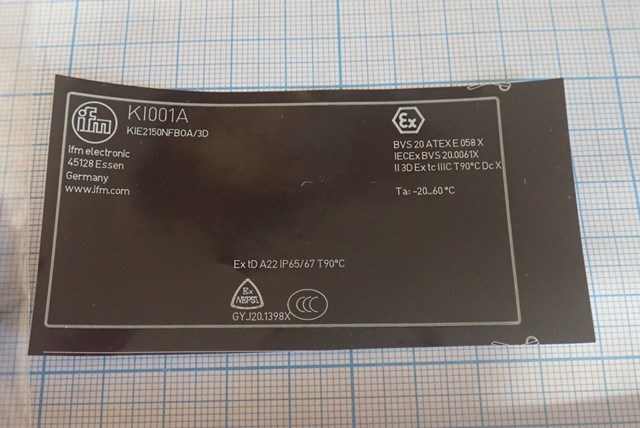 ifm
KI001A
KIE2150NFBOA/3D
ifm electronic
45128 Essen
Germany
www.ifm.com
Ex
BVS 20 ATEX E 058 X
IECEx BVS 20.0061X
II 3D Ex tc IIIC T90°C Dc X
Ta: -20...60 °C
Ex tD A22 IP65/67 T90°C
Ex
NEPSI
CCC
GYJ20.1398X